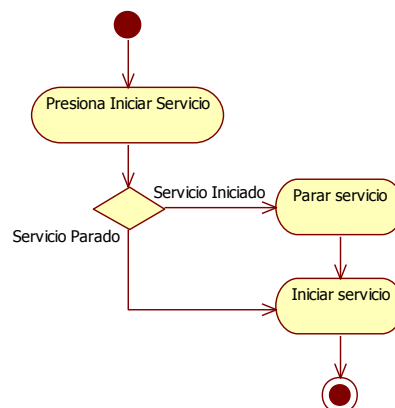 Presiona Iniciar Servicio
Servicio Iniciado
Parar servicio
Servicio Parado
Iniciar servicio